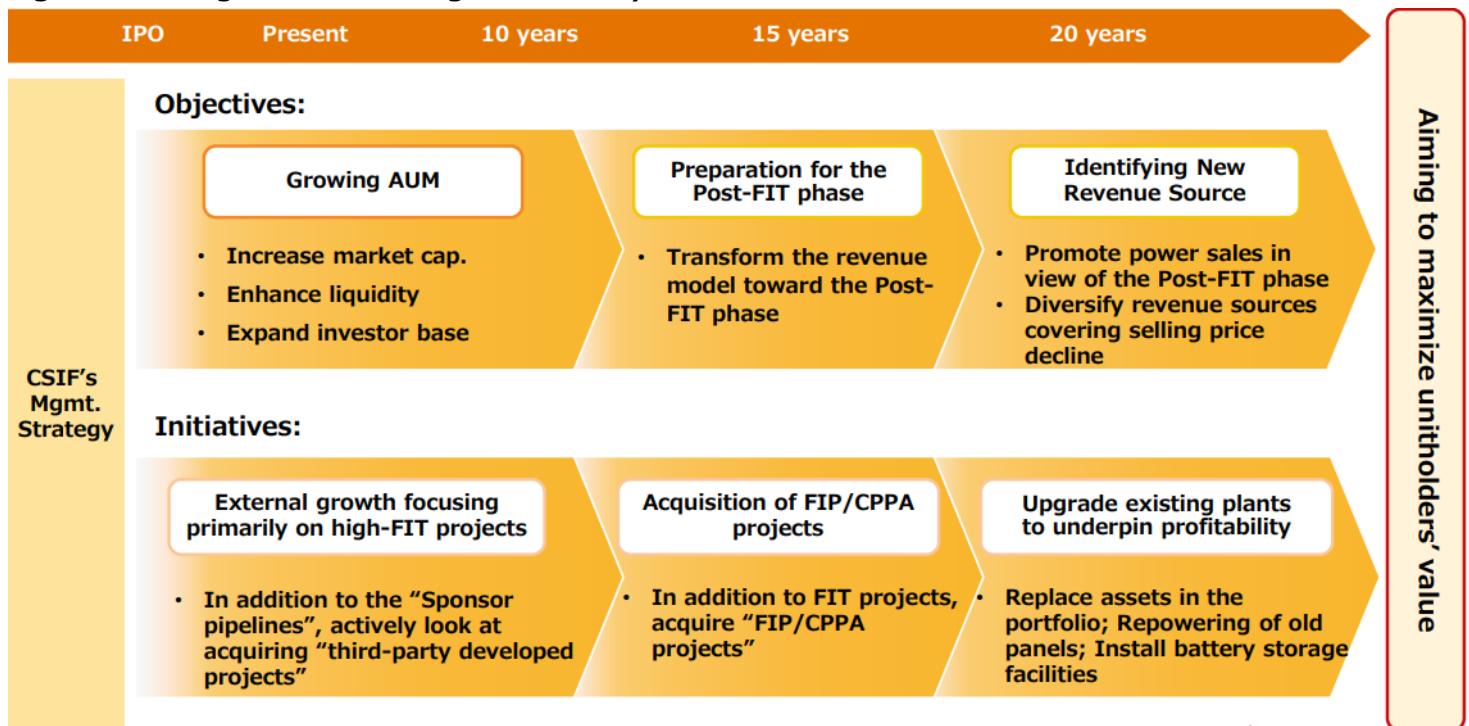 IPO Present 10 years 15 years 20 years
CSIF's
Mgmt.
Strategy
Objectives:
Growing AUM
• Increase market cap.
• Enhance liquidity
• Expand investor base
Preparation for the
Post-FIT phase
• Transform the revenue
model toward the Post-
FIT phase
Identifying New
Revenue Source
• Promote power sales in
view of the Post-FIT phase
• Diversify revenue sources
covering selling price
decline
Initiatives:
External growth focusing
primarily on high-FIT projects
• In addition to the “Sponsor
pipelines”, actively look at
acquiring “third-party developed
projects”
Acquisition of FIP/CPPA
projects
• In addition to FIT projects,
acquire “FIP/CPPA
projects”
Upgrade existing plants
to underpin profitability
• Replace assets in the
portfolio; Repowering of old
panels; Install battery storage
facilities
Aiming to maximize unitholders’ value